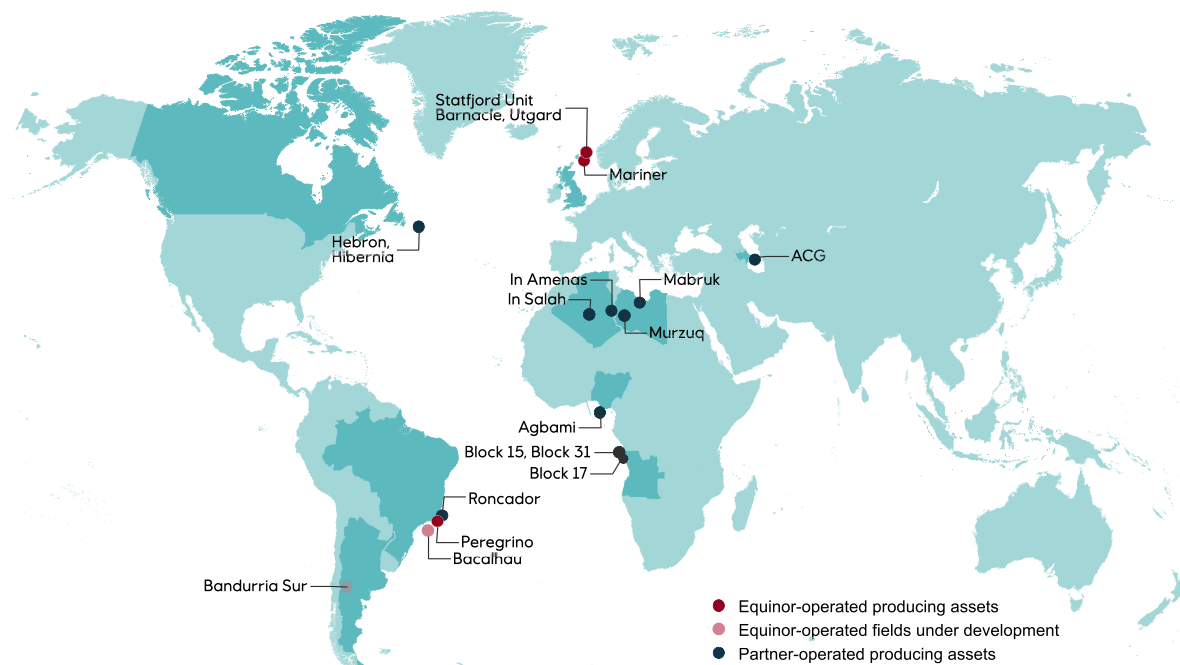 Statfjord Unit
Barnacle, Utgard
Mariner
Hebron,
Hibernia
ACG
In Amenas
Mabruk
In Salah
Murzuq
Agbami
Block 15, Block 31
Block 17
Roncador
Peregrino
Bacalhau
Bandurria Sur
Equinor-operated producing assets
Equinor-operated fields under development
Partner-operated producing assets